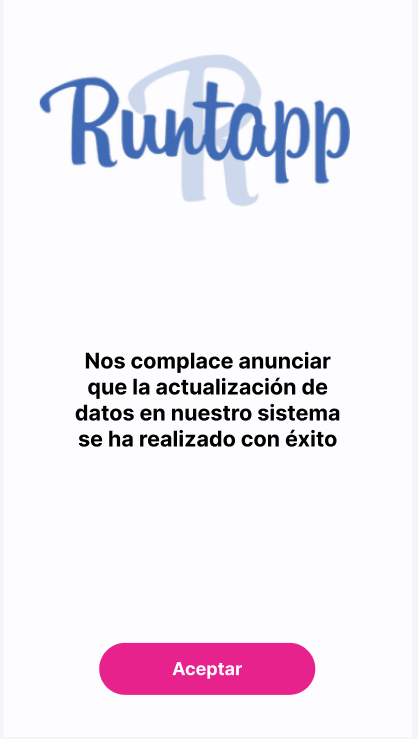 Runtapp
Nos complace anunciar
que la actualización de
datos en nuestro sistema
se ha realizado con éxito
Aceptar